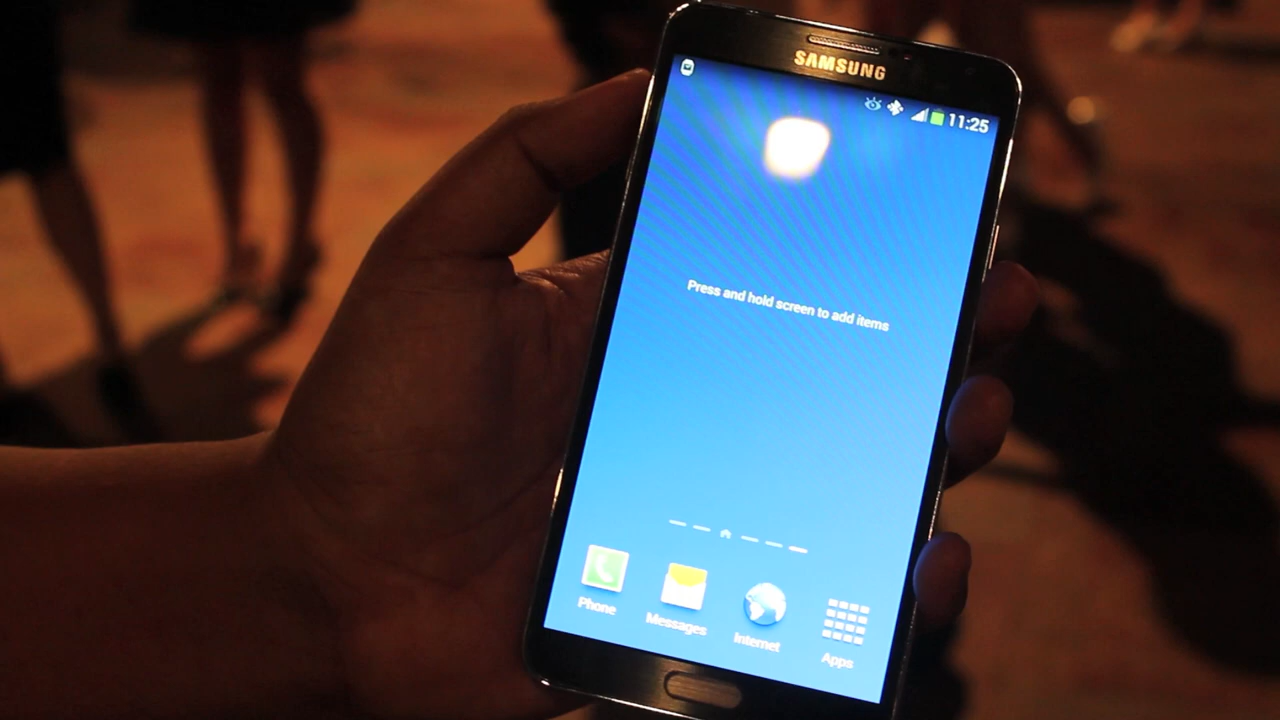 SAMSUNG
11:25
Press and hold screen to add items
Phone
Messages
Internet
Apps